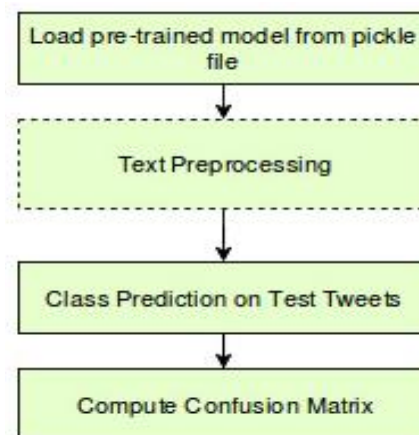 Load pre-trained model from pickle
file
Text Preprocessing
Class Prediction on Test Tweets
Compute Confusion Matrix